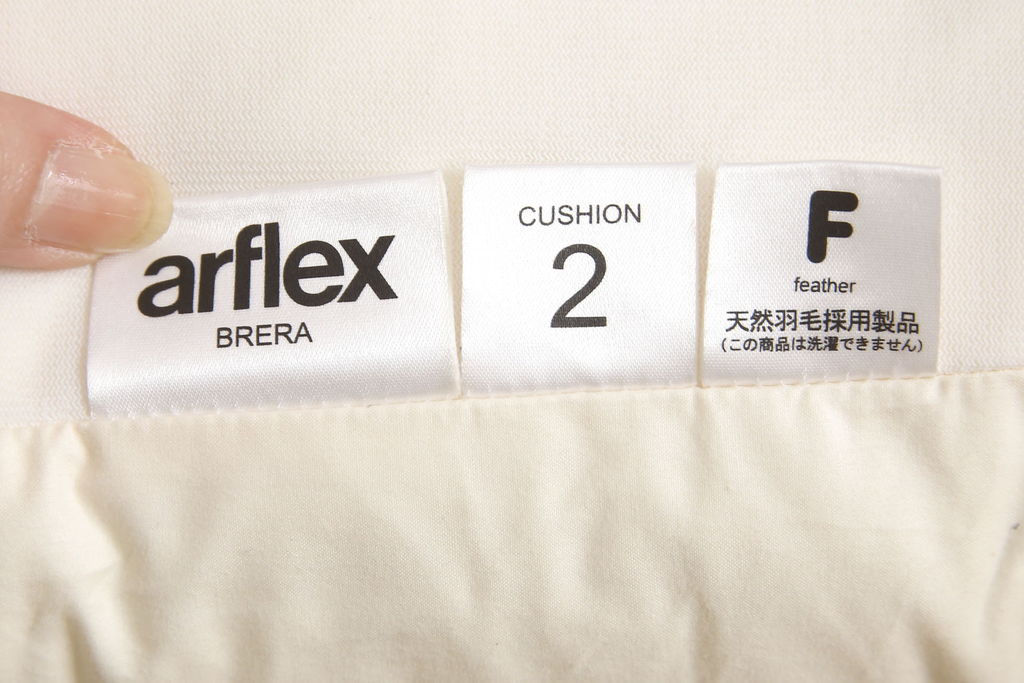 arflex
BRERA
CUSHION
2
F
feather
天然羽毛採用製品
(この商品は洗濯できません)